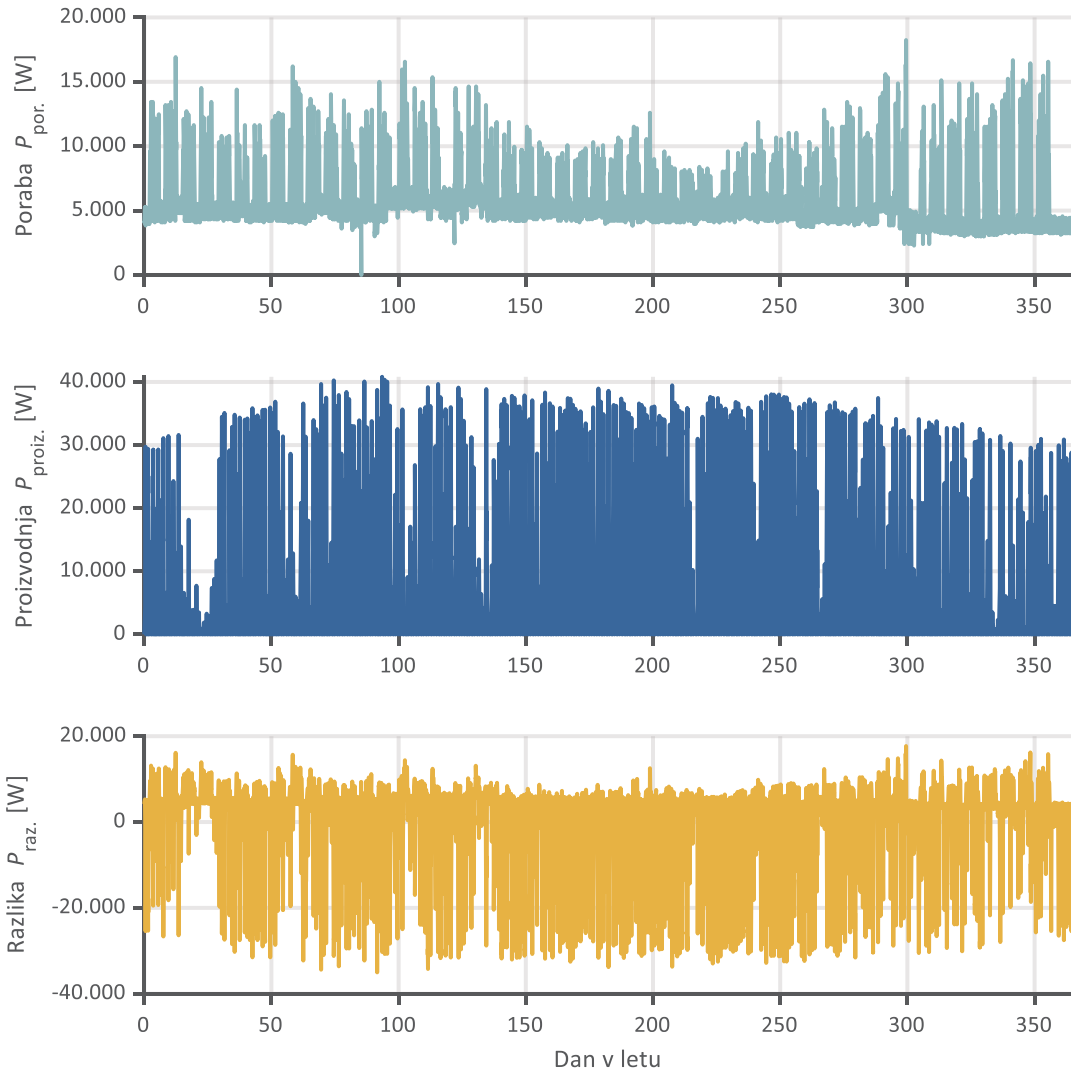 Poraba P por. [W]
20.000
15.000
10.000
5.000
0
0 50 100 150 200 250 300 350
Proizvodnja P proiz. [W]
40.000
30.000
20.000
10.000
0
0 50 100 150 200 250 300 350
Razlika P raz. [W]
20.000
0
-20.000
-40.000
0 50 100 150 200 250 300 350
Dan v letu